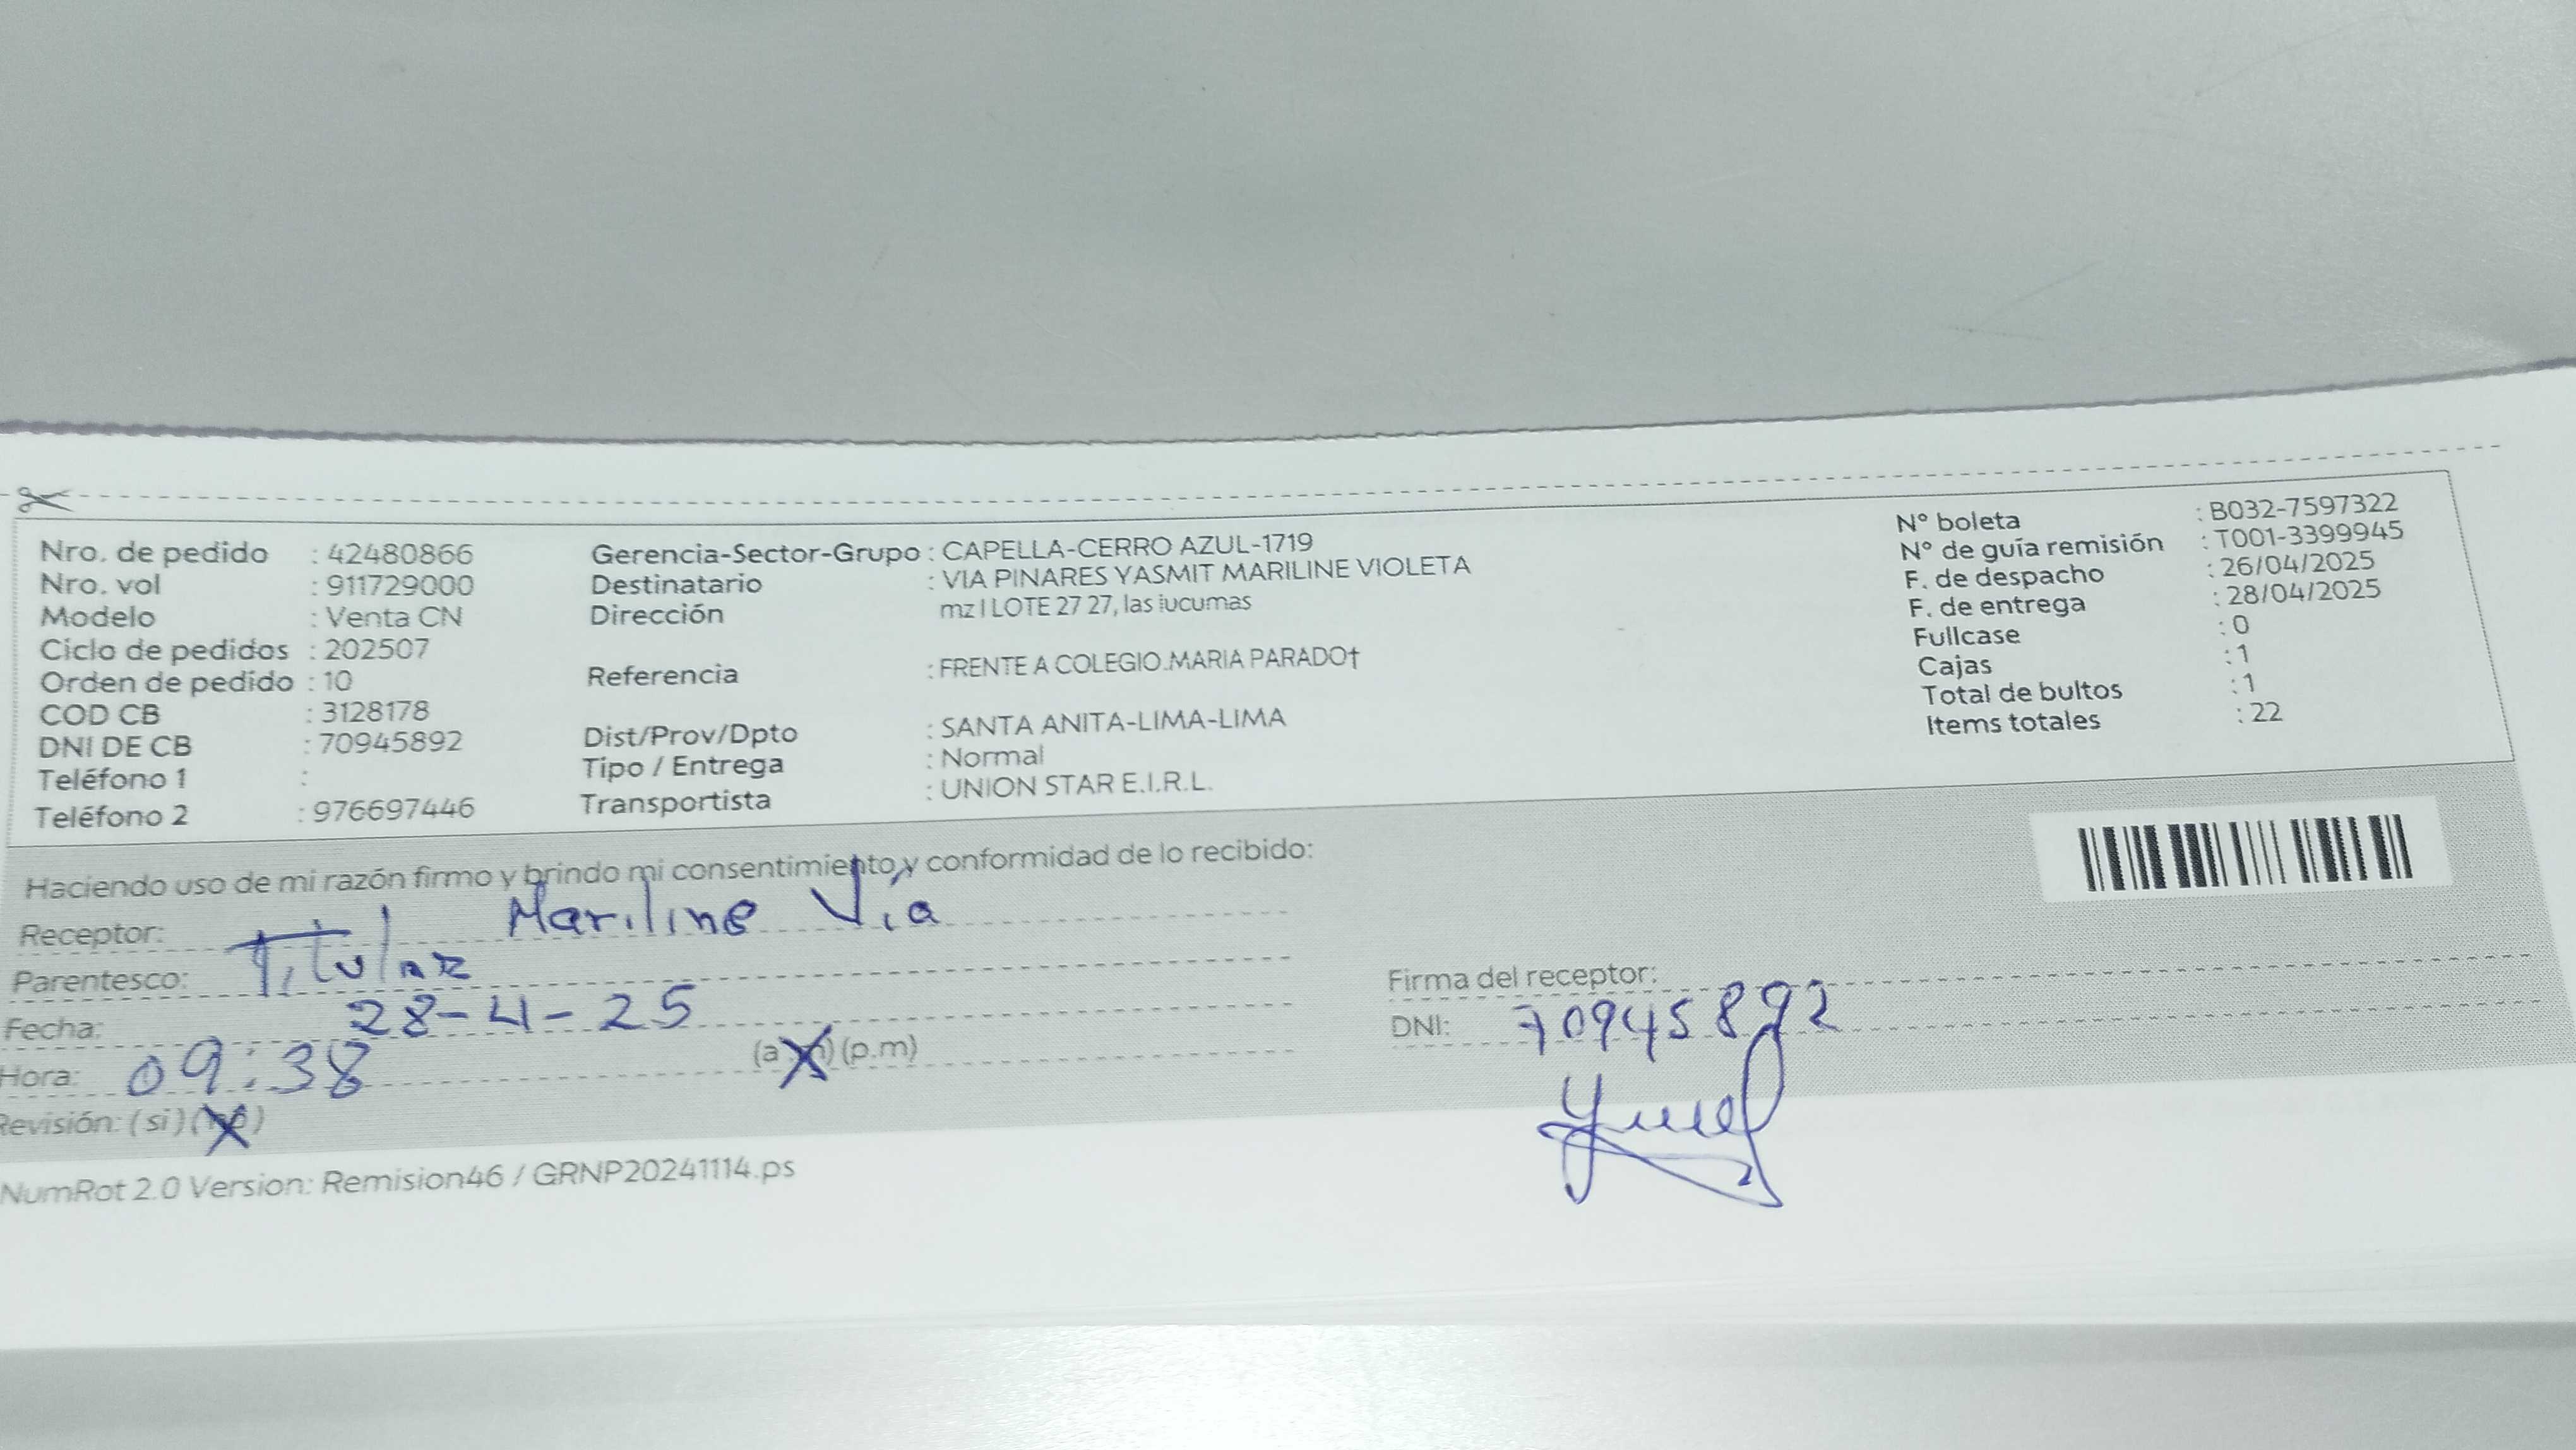 Nro. de pedido : 42480866
Nro. vol : 911729000
Modelo : Venta CN
Ciclo de pedidos : 202507
Orden de pedido : 10
COD CB : 3128178
DNI DE CB : 70945892
Teléfono 1 :
Teléfono 2 : 976697446
Gerencia-Sector-Grupo : CAPELLA-CERRO AZUL-1719
Destinatario : VIA PINARES YASMIT MARILINE VIOLETA
Dirección mz I LOTE 27 27, las iucumas
Referencia : FRENTE A COLEGIO.MARIA PARADO†
Dist/Prov/Dpto : SANTA ANITA-LIMA-LIMA
Tipo / Entrega : Normal
Transportista : UNION STAR E.I.R.L.
N° boleta : B032-7597322
N° de guía remisión : T001-3399945
F. de despacho : 26/04/2025
F. de entrega : 28/04/2025
Fullcase : 0
Cajas : 1
Total de bultos : 1
Items totales : 22
Haciendo uso de mi razón firmo y brindo mi consentimiento y conformidad de lo recibido:
Receptor: Mariline Via
Parentesco: Titular
Fecha: 28-4-25
Hora: 09:38 (a.m) (p.m)
Revisión: (si) (no)
Firma del receptor:
DNI: 70945892
NumRot 2.0 Version: Remision46 / GRNP20241114.ps